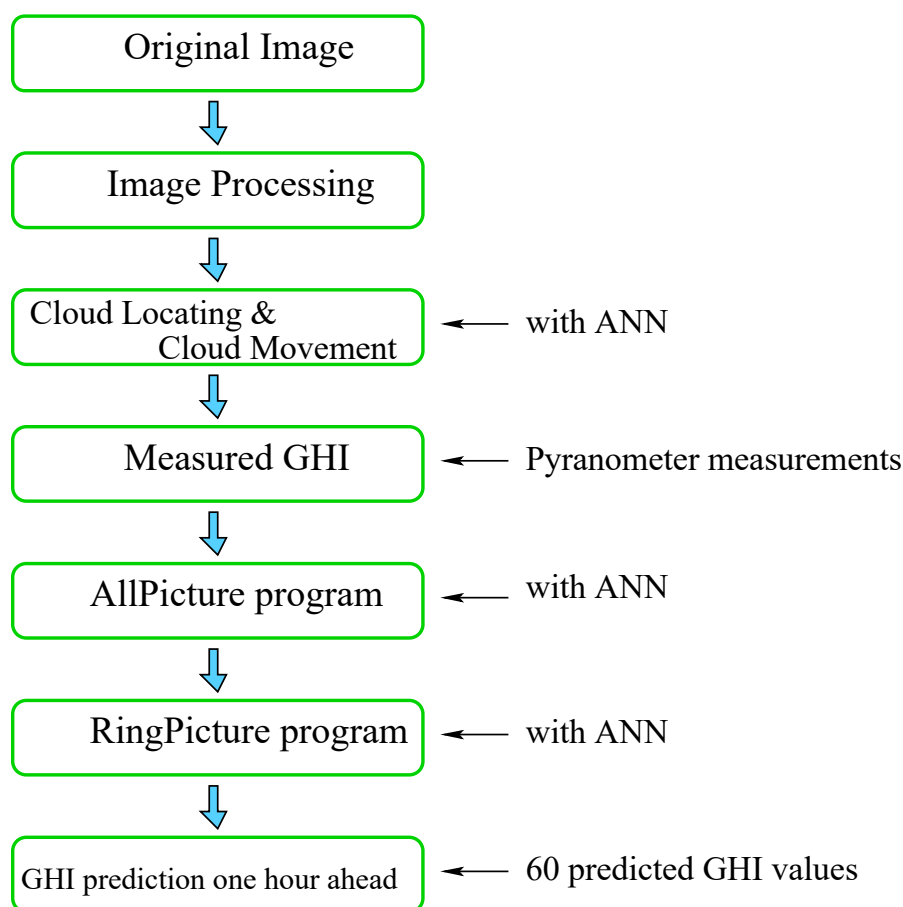 Original Image
Image Processing
Cloud Locating &
Cloud Movement
with ANN
Measured GHI
Pyranometer measurements
AllPicture program
with ANN
RingPicture program
with ANN
GHI prediction one hour ahead
60 predicted GHI values